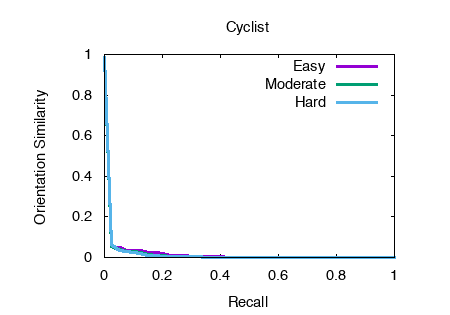 Cyclist
Easy
Moderate
Hard
Orientation Similarity
1
0.8
0.6
0.4
0.2
0
0 0.2 0.4 0.6 0.8 1
Recall